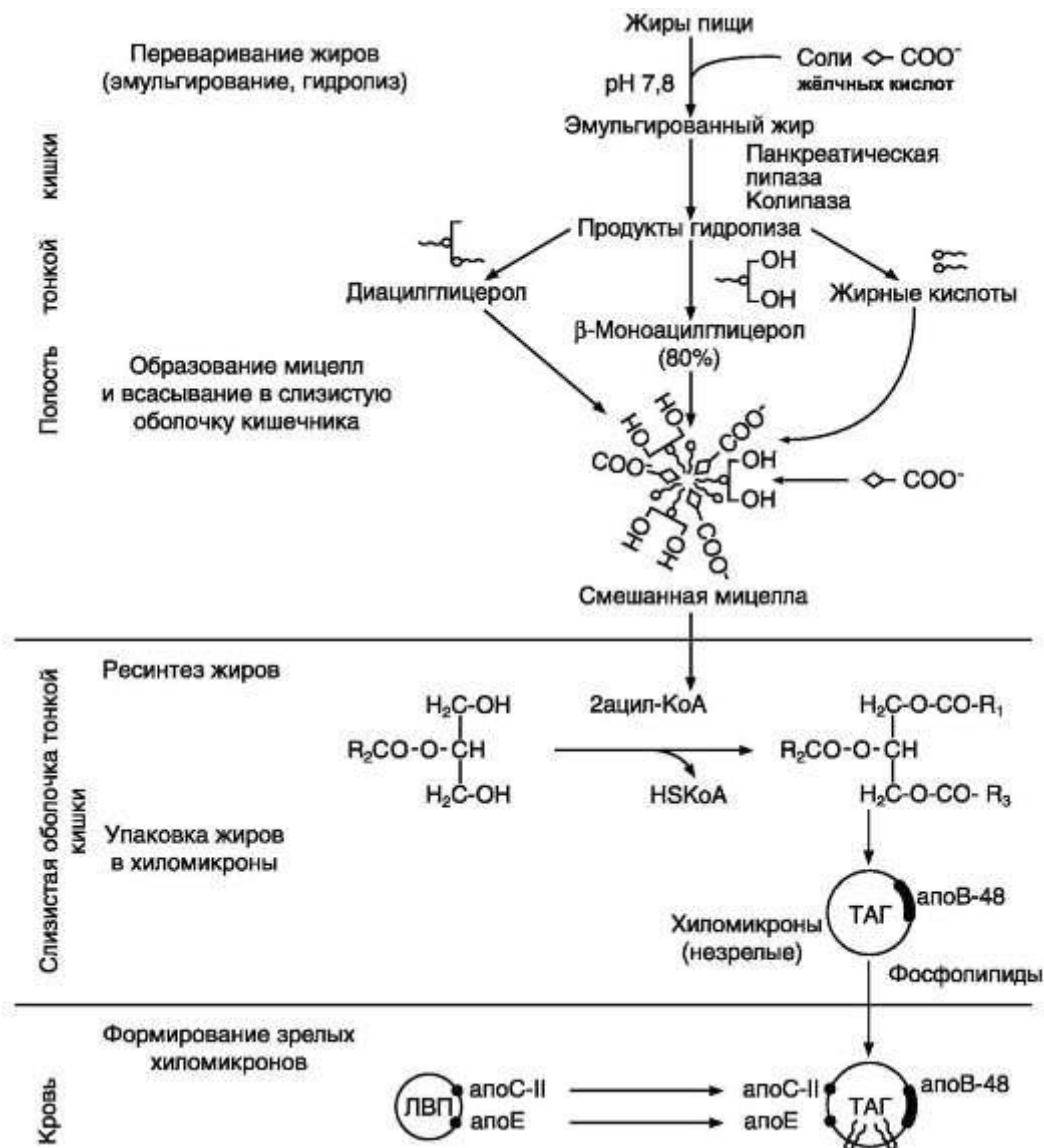 Жиры пищи
Переваривание жиров
(эмульгирование, гидролиз)
Соли COO⁻
жёлчных кислот
pH 7,8
Эмульгированный жир
Панкреатическая
липаза
Колипаза
Продукты гидролиза
OH
OH
Диацилглицерол
Жирные кислоты
β-Моноацилглицерол
(80%)
Полость тонкой кишки
Образование мицелл
и всасывание в слизистую
оболочку кишечника
HO
HO
COO⁻
COO⁻
OH
OH
COO⁻
HO
HO
COO⁻
Смешанная мицелла
Слизистая оболочка тонкой
кишки
Ресинтез жиров
H₂C-OH
R₂CO-O-CH
H₂C-OH
2ацил-КоА
HSКоА
H₂C-O-CO-R₁
R₂CO-O-CH
H₂C-O-CO- R₃
Упаковка жиров
в хиломикроны
ТАГ
апоВ-48
Хиломикроны
(незрелые)
Фосфолипиды
Кровь
Формирование зрелых
хиломикронов
ЛВП
апоС-II
апоЕ
апоС-II
апоЕ
ТАГ
апоВ-48